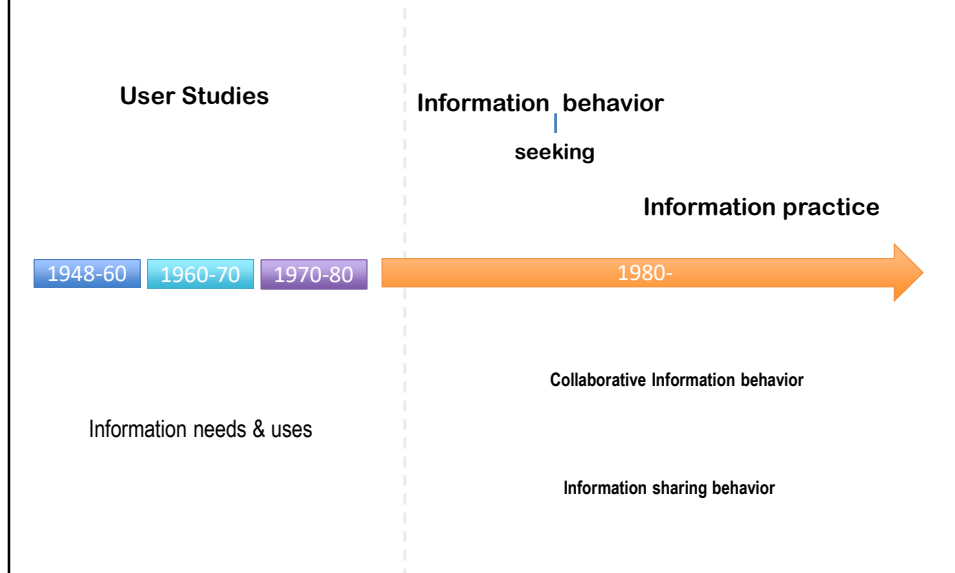 User Studies
Information behavior
seeking
Information practice
1948-60
1960-70
1970-80
1980-
Collaborative Information behavior
Information needs & uses
Information sharing behavior